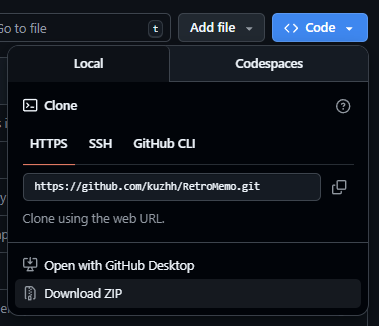 Go to file t Add file Code
Local Codespaces
Clone
HTTPS SSH GitHub CLI
https://github.com/kuzhh/RetroMemo.git
Clone using the web URL.
Open with GitHub Desktop
Download ZIP